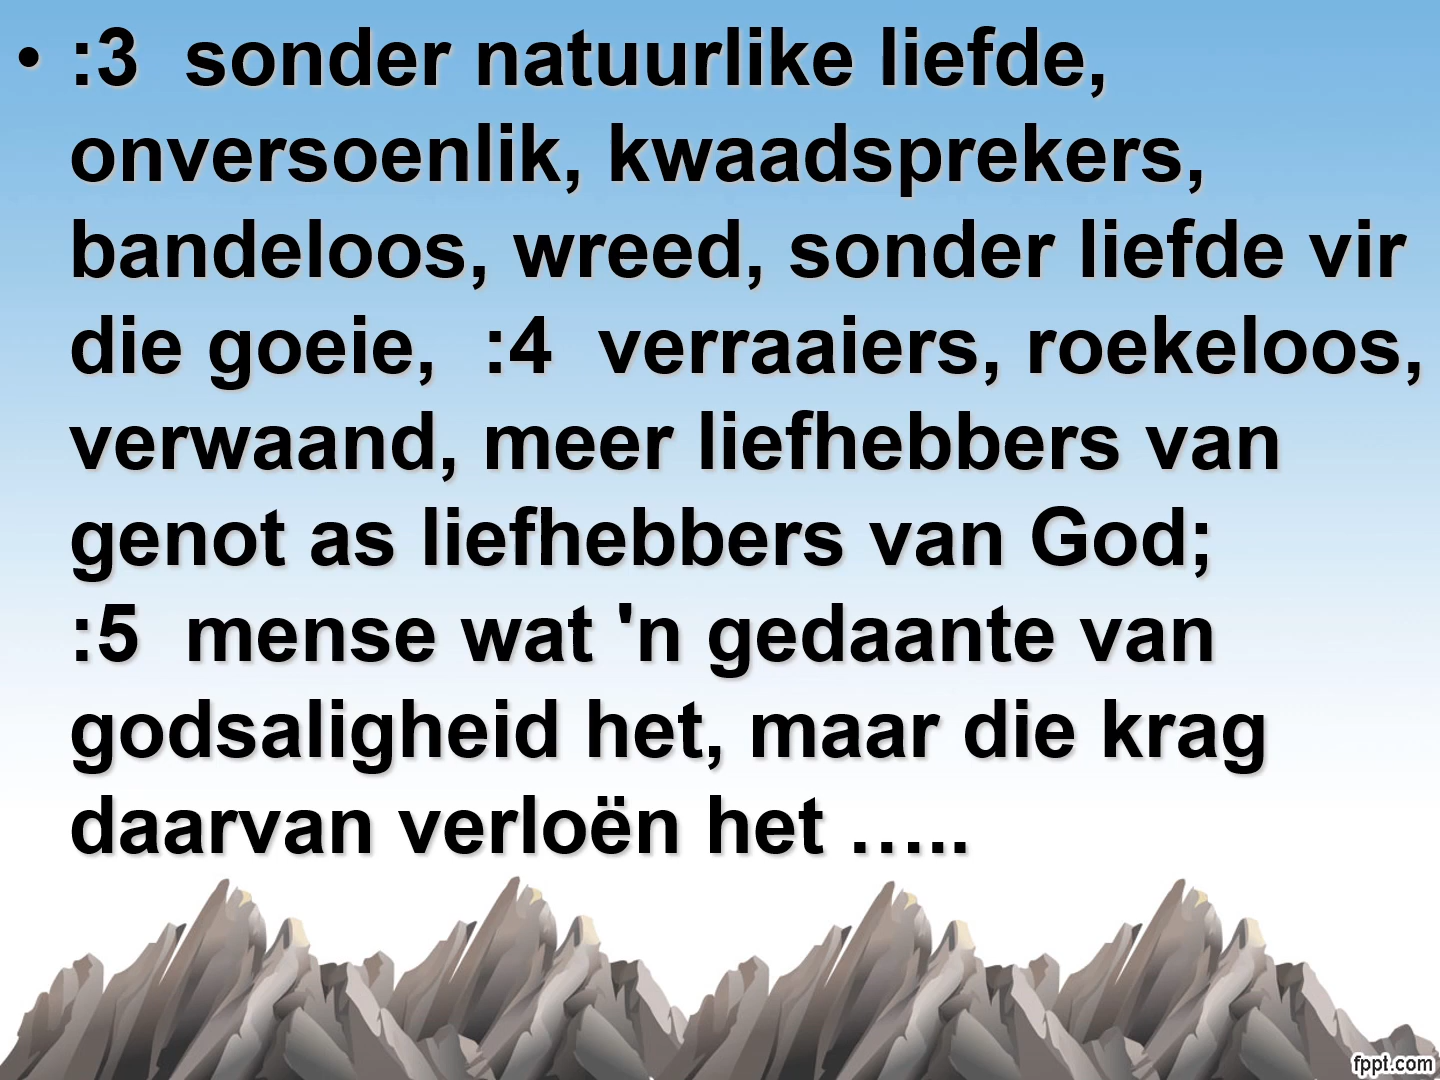 • :3  sonder natuurlike liefde,
onversoenlik, kwaadsprekers,
bandeloos, wreed, sonder liefde vir
die goeie,  :4  verraaiers, roekeloos,
verwaand, meer liefhebbers van
genot as liefhebbers van God;
:5  mense wat 'n gedaante van
godsaligheid het, maar die krag
daarvan verloën het …..
fppt.com